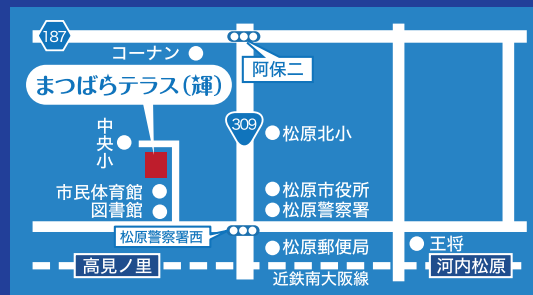 187
コーナン
阿保二
まつばらテラス(輝)
309
中央小
松原北小
市民体育館
図書館
松原市役所
松原警察署
松原警察署西
松原郵便局
王将
高見ノ里
近鉄南大阪線
河内松原